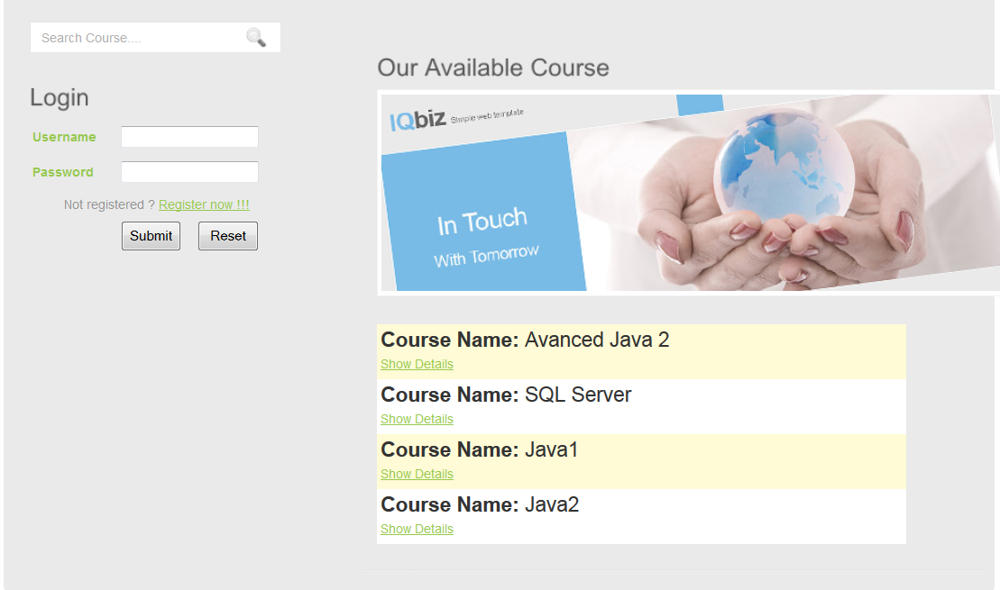 Search Course....
Login
Username
Password
Not registered ? Register now !!!
Submit Reset
Our Available Course
IQbiz Simple web template
In Touch
With Tomorrow
Course Name: Avanced Java 2
Show Details
Course Name: SQL Server
Show Details
Course Name: Java1
Show Details
Course Name: Java2
Show Details